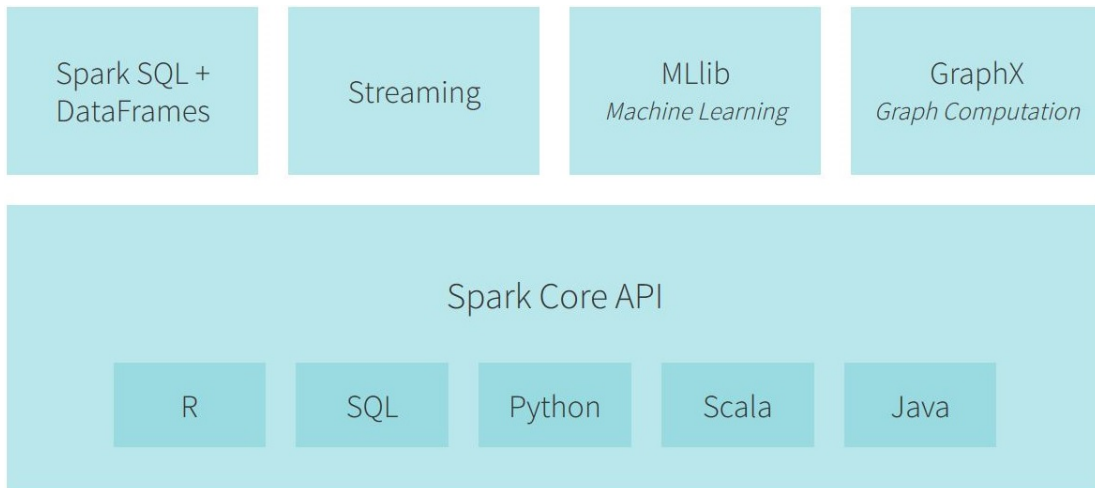 Spark SQL +
DataFrames
Streaming
MLlib
Machine Learning
GraphX
Graph Computation
Spark Core API
R
SQL
Python
Scala
Java